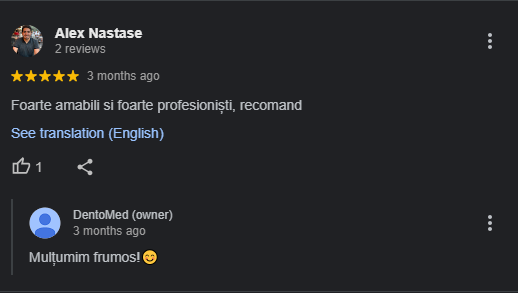 Alex Nastase
2 reviews
3 months ago
Foarte amabili si foarte profesioniști, recomand
See translation (English)
1
DentoMed (owner)
3 months ago
Mulțumim frumos!😊